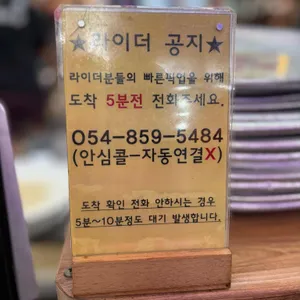 ★라이더 공지★
라이더분들의 빠른픽업을 위해
도착 5분전 전화주세요.
054-859-5484
(안심콜-자동연결X)
도착 확인 전화 안하시는 경우
5분~10분정도 대기 발생합니다.